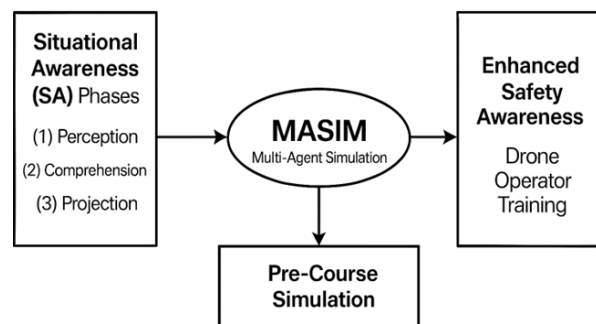 Situational
Awareness
(SA) Phases
(1) Perception
(2) Comprehension
(3) Projection
MASIM
Multi-Agent Simulation
Pre-Course
Simulation
Enhanced
Safety
Awareness
Drone
Operator
Training